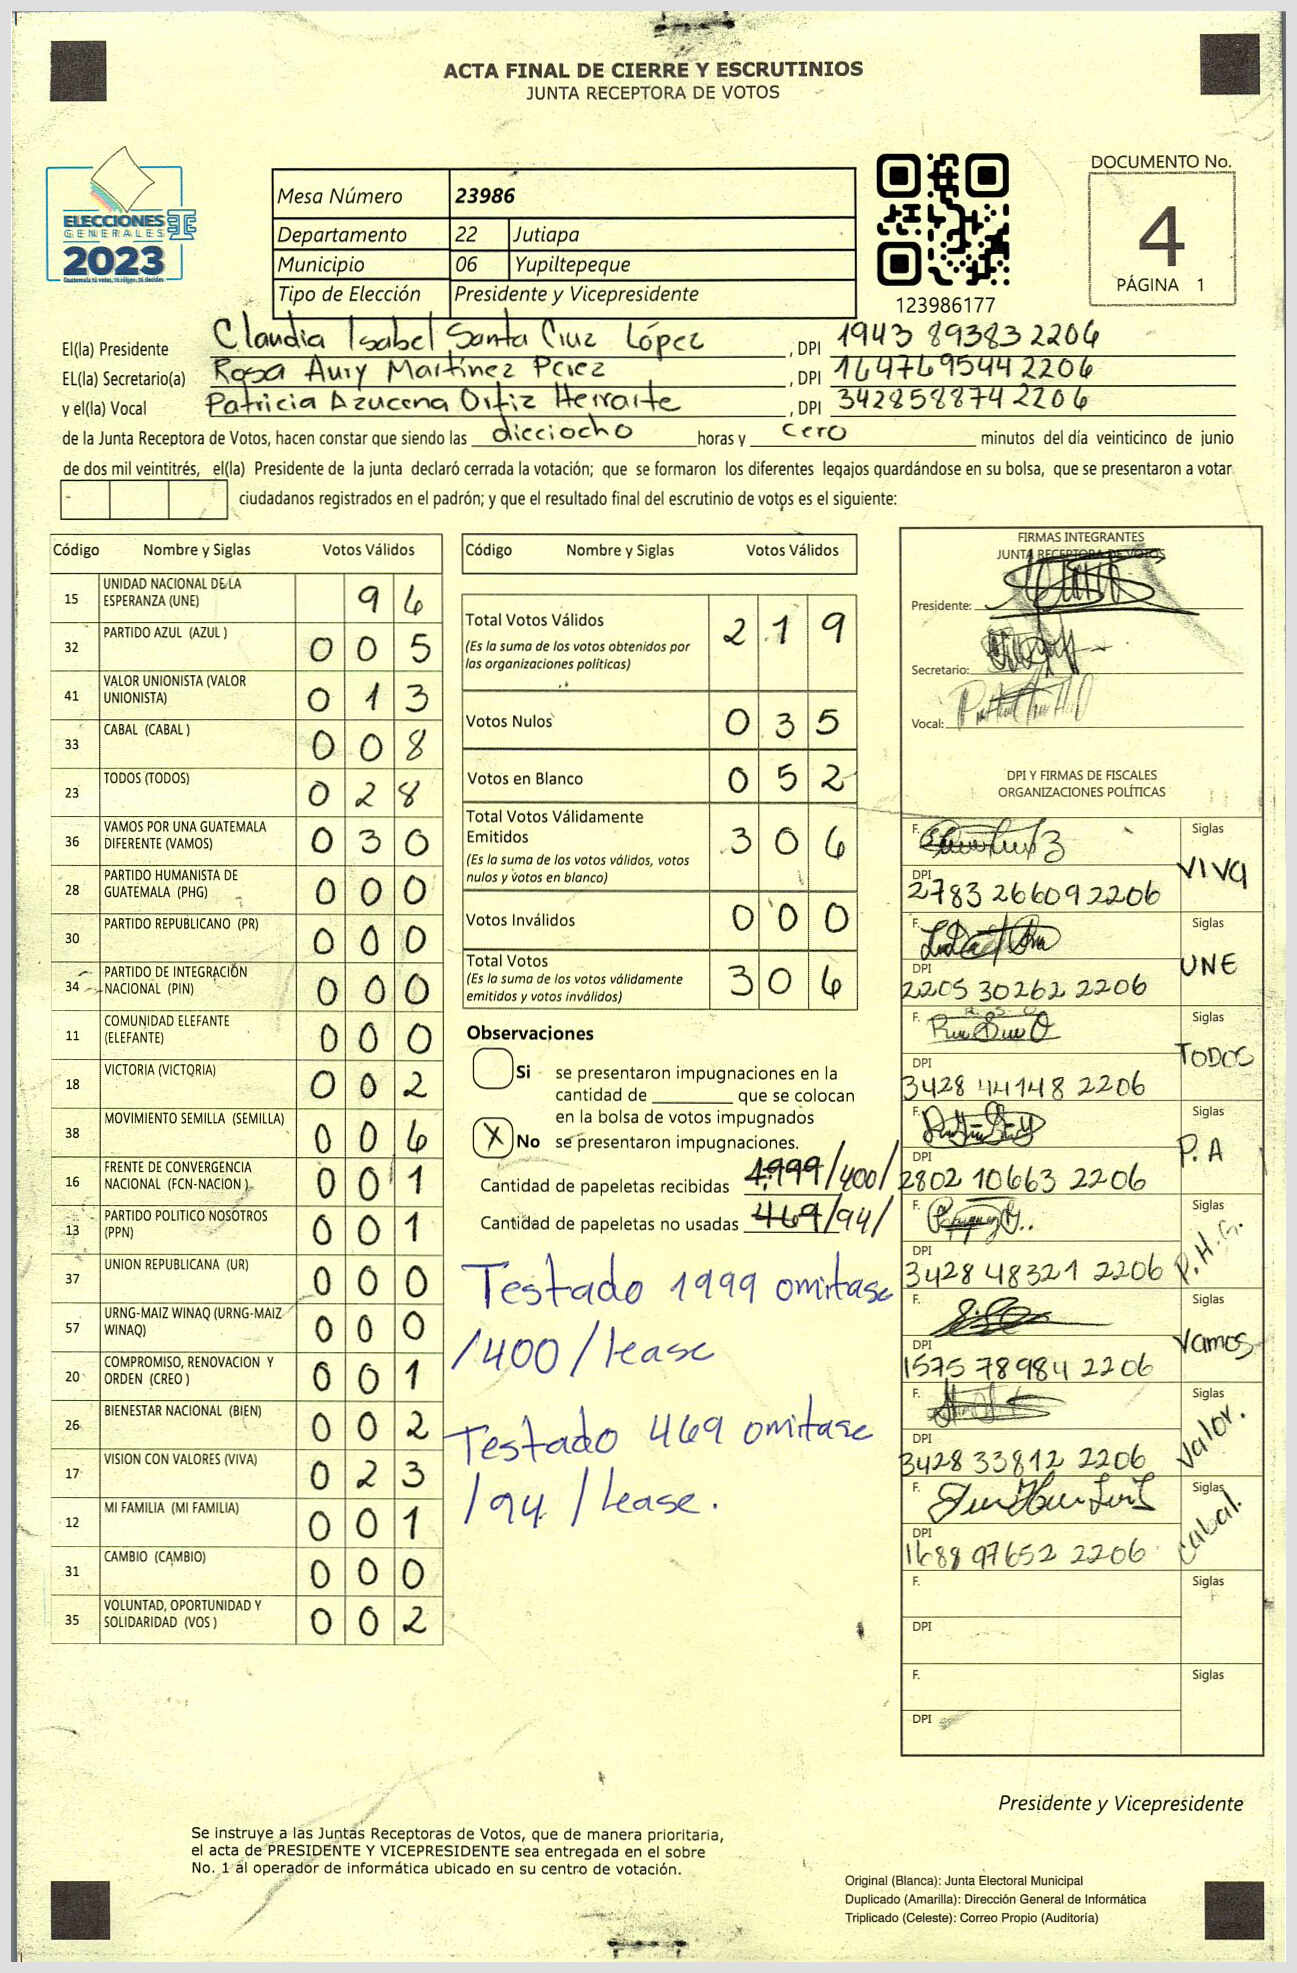 ACTA FINAL DE CIERRE Y ESCRUTINIOS
JUNTA RECEPTORA DE VOTOS
ELECCIONES
GENERALES
2023
Mesa Número 23986
Departamento 22 Jutiapa
Municipio 06 Yupiltepeque
Tipo de Elección Presidente y Vicepresidente
123986177
DOCUMENTO No.
4
PÁGINA 1
El(la) Presidente Claudia Isabel Santa Cruz López, DPI 1943 89383 2206
EL(la) Secretario(a) Rosa Aury Martínez Perez, DPI 16476 9544 2206
y el(la) Vocal Patricia Azucena Ortiz Herrarte, DPI 342858874 2206
de la Junta Receptora de Votos, hacen constar que siendo las dieciocho horas y cero minutos del día veinticinco de junio
de dos mil veintitrés, el(la) Presidente de la junta declaró cerrada la votación; que se formaron los diferentes legajos guardándose en su bolsa, que se presentaron a votar
ciudadanos registrados en el padrón; y que el resultado final del escrutinio de votos es el siguiente:
Código Nombre y Siglas Votos Válidos
15 UNIDAD NACIONAL DE LA ESPERANZA (UNE) 96
32 PARTIDO AZUL (AZUL ) 005
41 VALOR UNIONISTA (VALOR UNIONISTA) 013
33 CABAL (CABAL ) 008
23 TODOS (TODOS) 028
36 VAMOS POR UNA GUATEMALA DIFERENTE (VAMOS) 030
28 PARTIDO HUMANISTA DE GUATEMALA (PHG) 000
30 PARTIDO REPUBLICANO (PR) 000
34 PARTIDO DE INTEGRACIÓN NACIONAL (PIN) 000
11 COMUNIDAD ELEFANTE (ELEFANTE) 000
18 VICTORIA (VICTORIA) 002
38 MOVIMIENTO SEMILLA (SEMILLA) 006
16 FRENTE DE CONVERGENCIA NACIONAL (FCN-NACION ) 001
13 PARTIDO POLITICO NOSOTROS (PPN) 001
37 UNION REPUBLICANA (UR) 000
57 URNG-MAIZ WINAQ (URNG-MAIZ WINAQ) 000
20 COMPROMISO, RENOVACION Y ORDEN (CREO ) 001
26 BIENESTAR NACIONAL (BIEN) 002
17 VISION CON VALORES (VIVA) 023
12 MI FAMILIA (MI FAMILIA) 001
31 CAMBIO (CAMBIO) 000
35 VOLUNTAD, OPORTUNIDAD Y SOLIDARIDAD (VOS ) 002
Código Nombre y Siglas Votos Válidos
Total Votos Válidos 219
(Es la suma de los votos obtenidos por
las organizaciones políticas)
Votos Nulos 035
Votos en Blanco 052
Total Votos Válidamente
Emitidos 306
(Es la suma de los votos válidos, votos
nulos y votos en blanco)
Votos Inválidos 000
Total Votos 306
(Es la suma de los votos válidamente
emitidos y votos inválidos)
Observaciones
Si se presentaron impugnaciones en la
cantidad de ________ que se colocan
en la bolsa de votos impugnados
X No se presentaron impugnaciones.
Cantidad de papeletas recibidas 1,999/400/
Cantidad de papeletas no usadas 469/94/
Testado 1999 omitase
/400/lease
Testado 469 omitase
/94/lease.
FIRMAS INTEGRANTES
JUNTA RECEPTORA DE VOTOS
Presidente:
Secretario:
Vocal:
DPI Y FIRMAS DE FISCALES
ORGANIZACIONES POLÍTICAS
F. Siglas VIVA
DPI 2783 26609 2206
F. Siglas UNE
DPI 2205 30262 2206
F. Siglas TODOS
DPI 3428 44148 2206
F. Siglas P.A
DPI 2802 10663 2206
F. Siglas P.H.G.
DPI 3428 48321 2206
F. Siglas Vamos
DPI 1575 78984 2206
F. Siglas Valor.
DPI 3428 33812 2206
F. Siglas Cabal.
DPI 1688 97652 2206
F. Siglas
DPI
F. Siglas
DPI
Presidente y Vicepresidente
Se instruye a las Juntas Receptoras de Votos, que de manera prioritaria,
el acta de PRESIDENTE Y VICEPRESIDENTE sea entregada en el sobre
No. 1 al operador de informática ubicado en su centro de votación.
Original (Blanca): Junta Electoral Municipal
Duplicado (Amarilla): Dirección General de Informática
Triplicado (Celeste): Correo Propio (Auditoría)